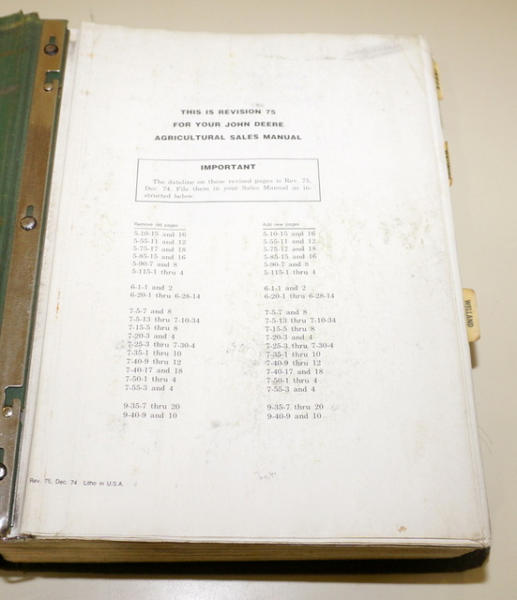 THIS IS REVISION 75
FOR YOUR JOHN DEERE
AGRICULTURAL SALES MANUAL
IMPORTANT
The dateline on these revised pages is Rev. 75,
Dec. 74. File them in your Sales Manual as in-
structed below.
Remove old pages Add new pages
5-10-15 and 16 5-10-15 and 16
5-55-11 and 12 5-55-11 and 12
5-75-17 and 18 5-75-17 and 18
5-85-15 and 16 5-85-15 and 16
5-90-7 and 8 5-90-7 and 8
5-115-1 thru 4 5-115-1 thru 4
6-1-1 and 2 6-1-1 and 2
6-20-1 thru 6-28-14 6-20-1 thru 6-28-14
7-5-7 and 8 7-5-7 and 8
7-5-13 thru 7-10-34 7-5-13 thru 7-10-34
7-15-5 thru 8 7-15-5 thru 8
7-20-3 and 4 7-20-3 and 4
7-25-3 thru 7-30-4 7-25-3 thru 7-30-4
7-35-1 thru 10 7-35-1 thru 10
7-40-9 thru 12 7-40-9 thru 12
7-40-17 and 18 7-40-17 and 18
7-50-1 thru 4 7-50-1 thru 4
7-55-3 and 4 7-55-3 and 4
9-35-7 thru 20 9-35-7 thru 20
9-40-9 and 10 9-40-9 and 10
Rev. 75, Dec. 74 Litho in U.S.A.